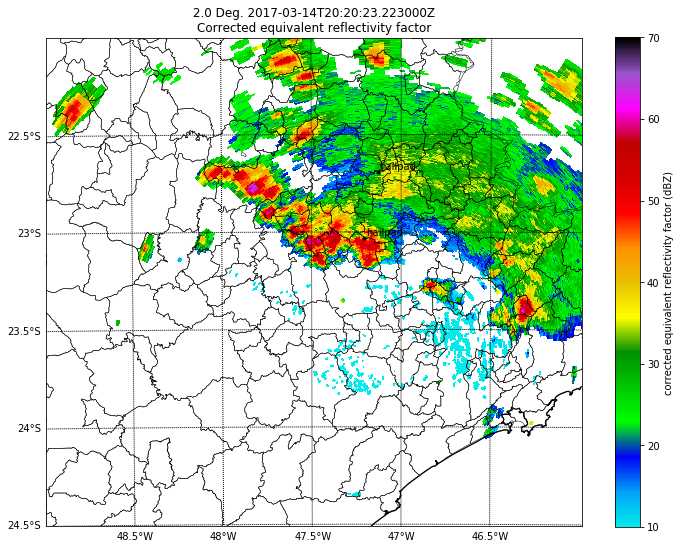 2.0 Deg. 2017-03-14T20:20:23.223000Z
Corrected equivalent reflectivity factor
22.5°S
23°S
23.5°S
24°S
24.5°S
48.5°W
48°W
47.5°W
47°W
46.5°W
hailpad
hailpad
70
60
50
40
30
20
10
corrected equivalent reflectivity factor (dBZ)